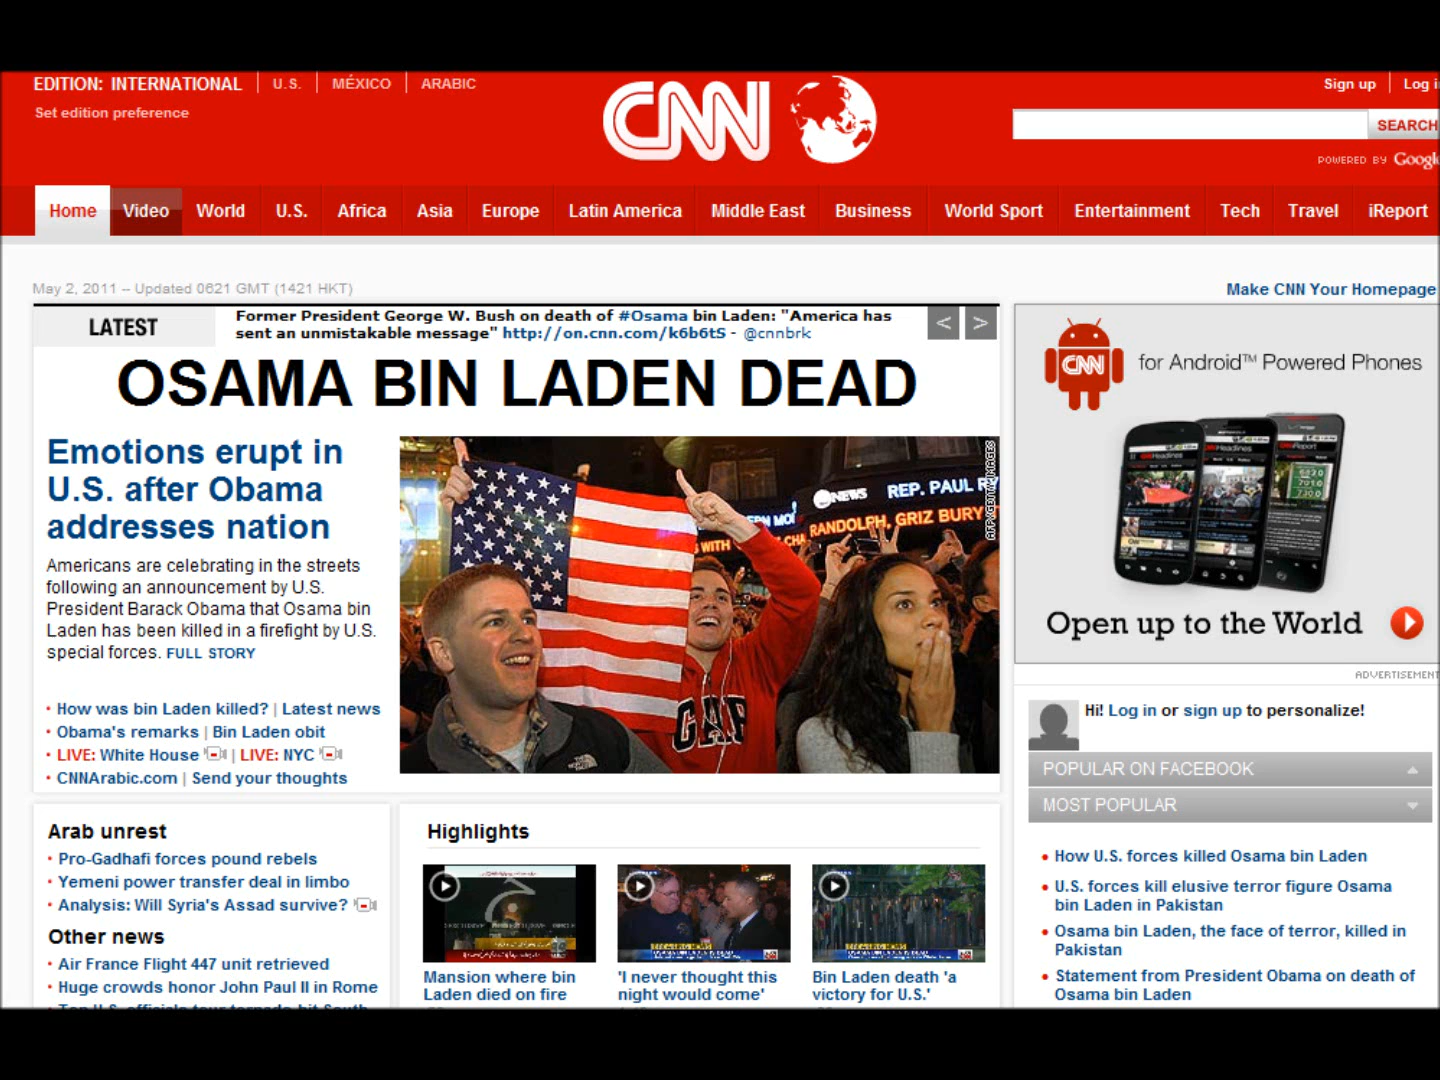 EDITION: INTERNATIONAL U.S. MÉXICO ARABIC
Set edition preference
CNN
Sign up Log i
SEARCH
POWERED BY Google
Home Video World U.S. Africa Asia Europe Latin America Middle East Business World Sport Entertainment Tech Travel iReport
May 2, 2011 -- Updated 0621 GMT (1421 HKT)
Make CNN Your Homepage
LATEST
Former President George W. Bush on death of #Osama bin Laden: "America has
sent an unmistakable message" http://on.cnn.com/k6b6tS - @cnnbrk
< >
OSAMA BIN LADEN DEAD
Emotions erupt in
U.S. after Obama
addresses nation
Americans are celebrating in the streets
following an announcement by U.S.
President Barack Obama that Osama bin
Laden has been killed in a firefight by U.S.
special forces. FULL STORY
• How was bin Laden killed? | Latest news
• Obama's remarks | Bin Laden obit
• LIVE: White House | LIVE: NYC
• CNNArabic.com | Send your thoughts
AFP/GETTY IMAGES
NEWS REP. PAUL RY
RANDOLPH, GRIZ BURY
WITH
THE NORTH FACE
CNN for Android™ Powered Phones
Open up to the World
ADVERTISEMENT
Hi! Log in or sign up to personalize!
POPULAR ON FACEBOOK
MOST POPULAR
• How U.S. forces killed Osama bin Laden
• U.S. forces kill elusive terror figure Osama
bin Laden in Pakistan
• Osama bin Laden, the face of terror, killed in
Pakistan
• Statement from President Obama on death of
Osama bin Laden
Arab unrest
• Pro-Gadhafi forces pound rebels
• Yemeni power transfer deal in limbo
• Analysis: Will Syria's Assad survive?
Other news
• Air France Flight 447 unit retrieved
• Huge crowds honor John Paul II in Rome
Highlights
Mansion where bin
Laden died on fire
'I never thought this
night would come'
Bin Laden death 'a
victory for U.S.'